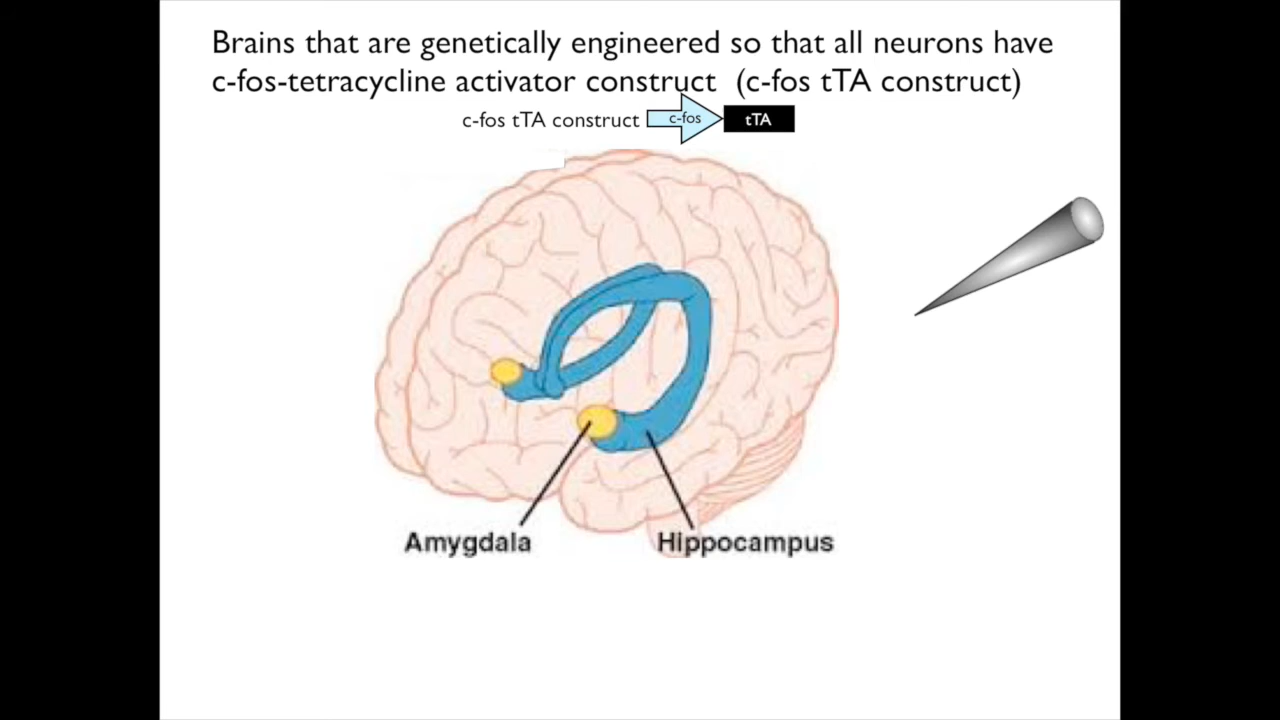 Brains that are genetically engineered so that all neurons have
c-fos-tetracycline activator construct (c-fos tTA construct)
c-fos tTA construct c-fos tTA
Amygdala Hippocampus